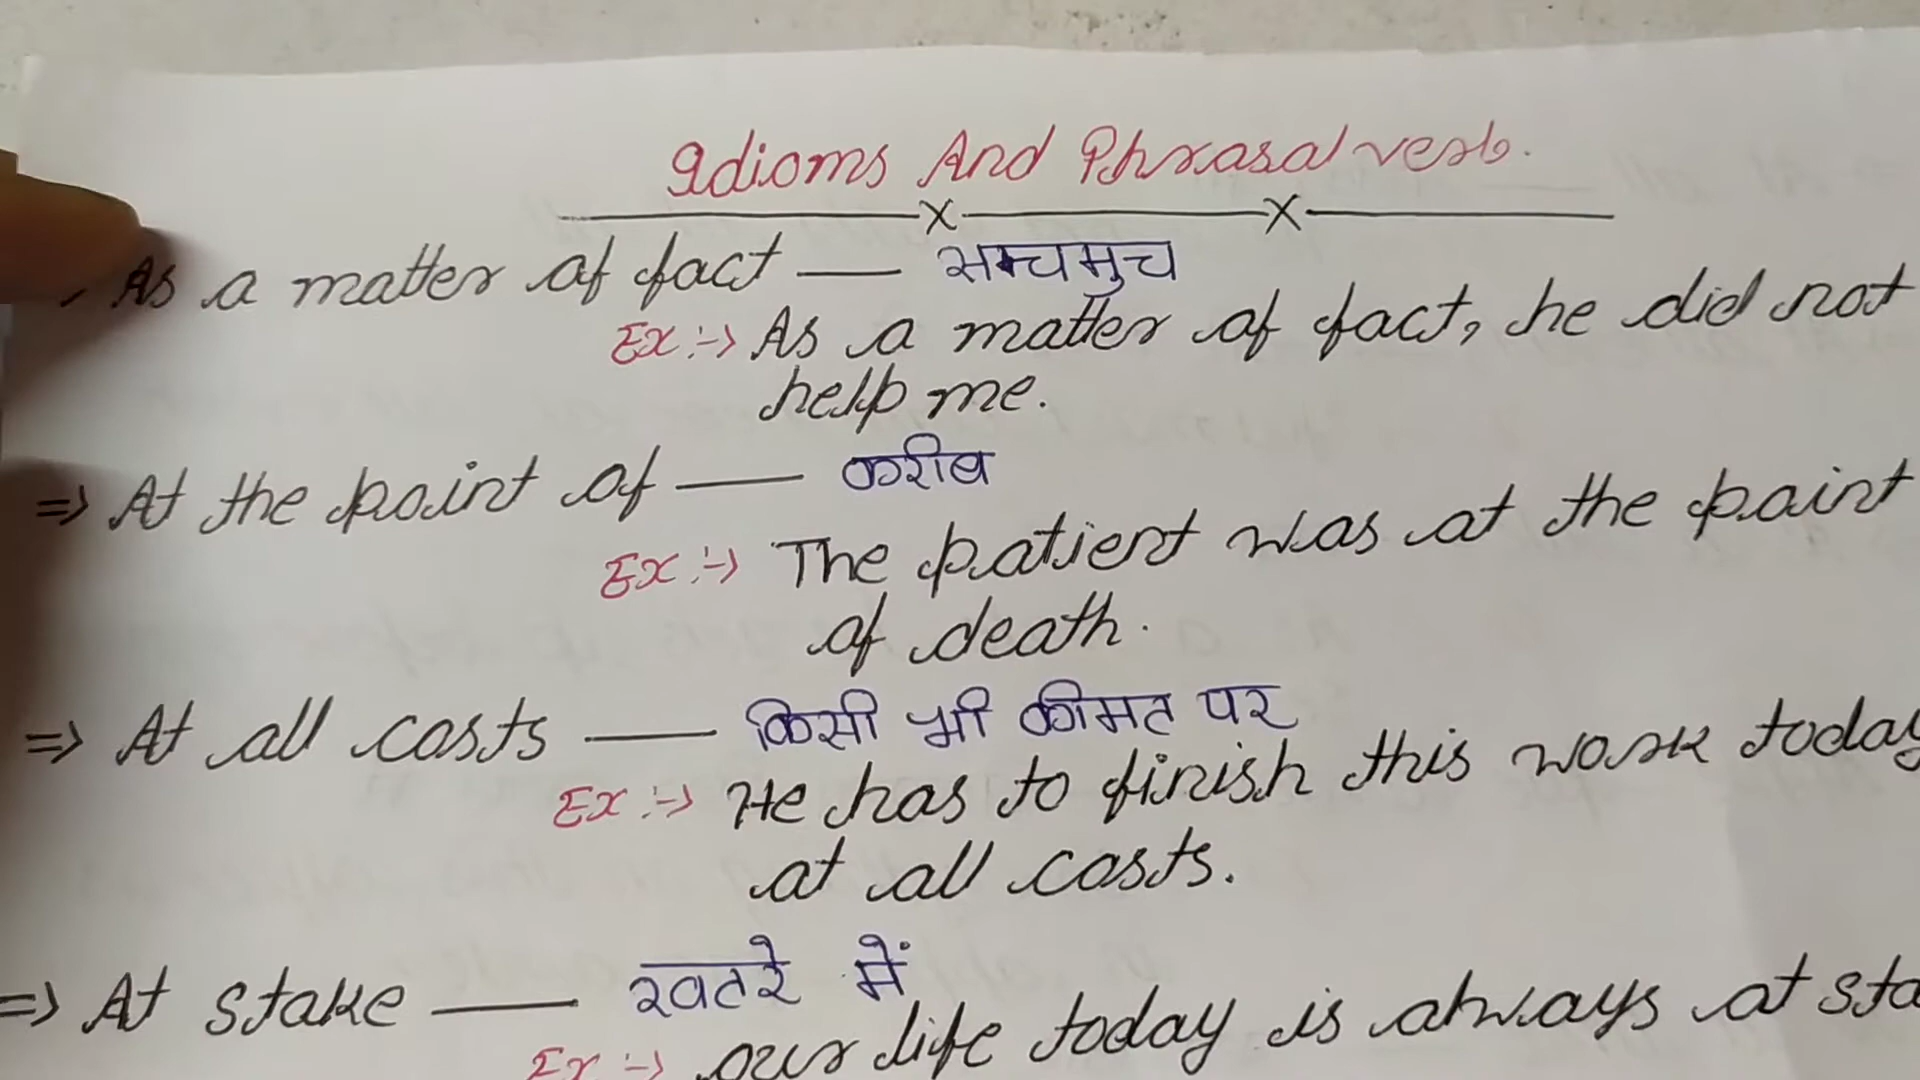 Idioms And Phrasal verb.
As a matter of fact — सचमुच
Ex :-> As a matter of fact, he did not
help me.
=> At the point of — करीब
Ex :-> The patient was at the point
of death.
=> At all costs — किसी भी कीमत पर
Ex :-> He has to finish this work today
at all costs.
=> At stake — खतरे में
Ex :-> our life today is always at sta